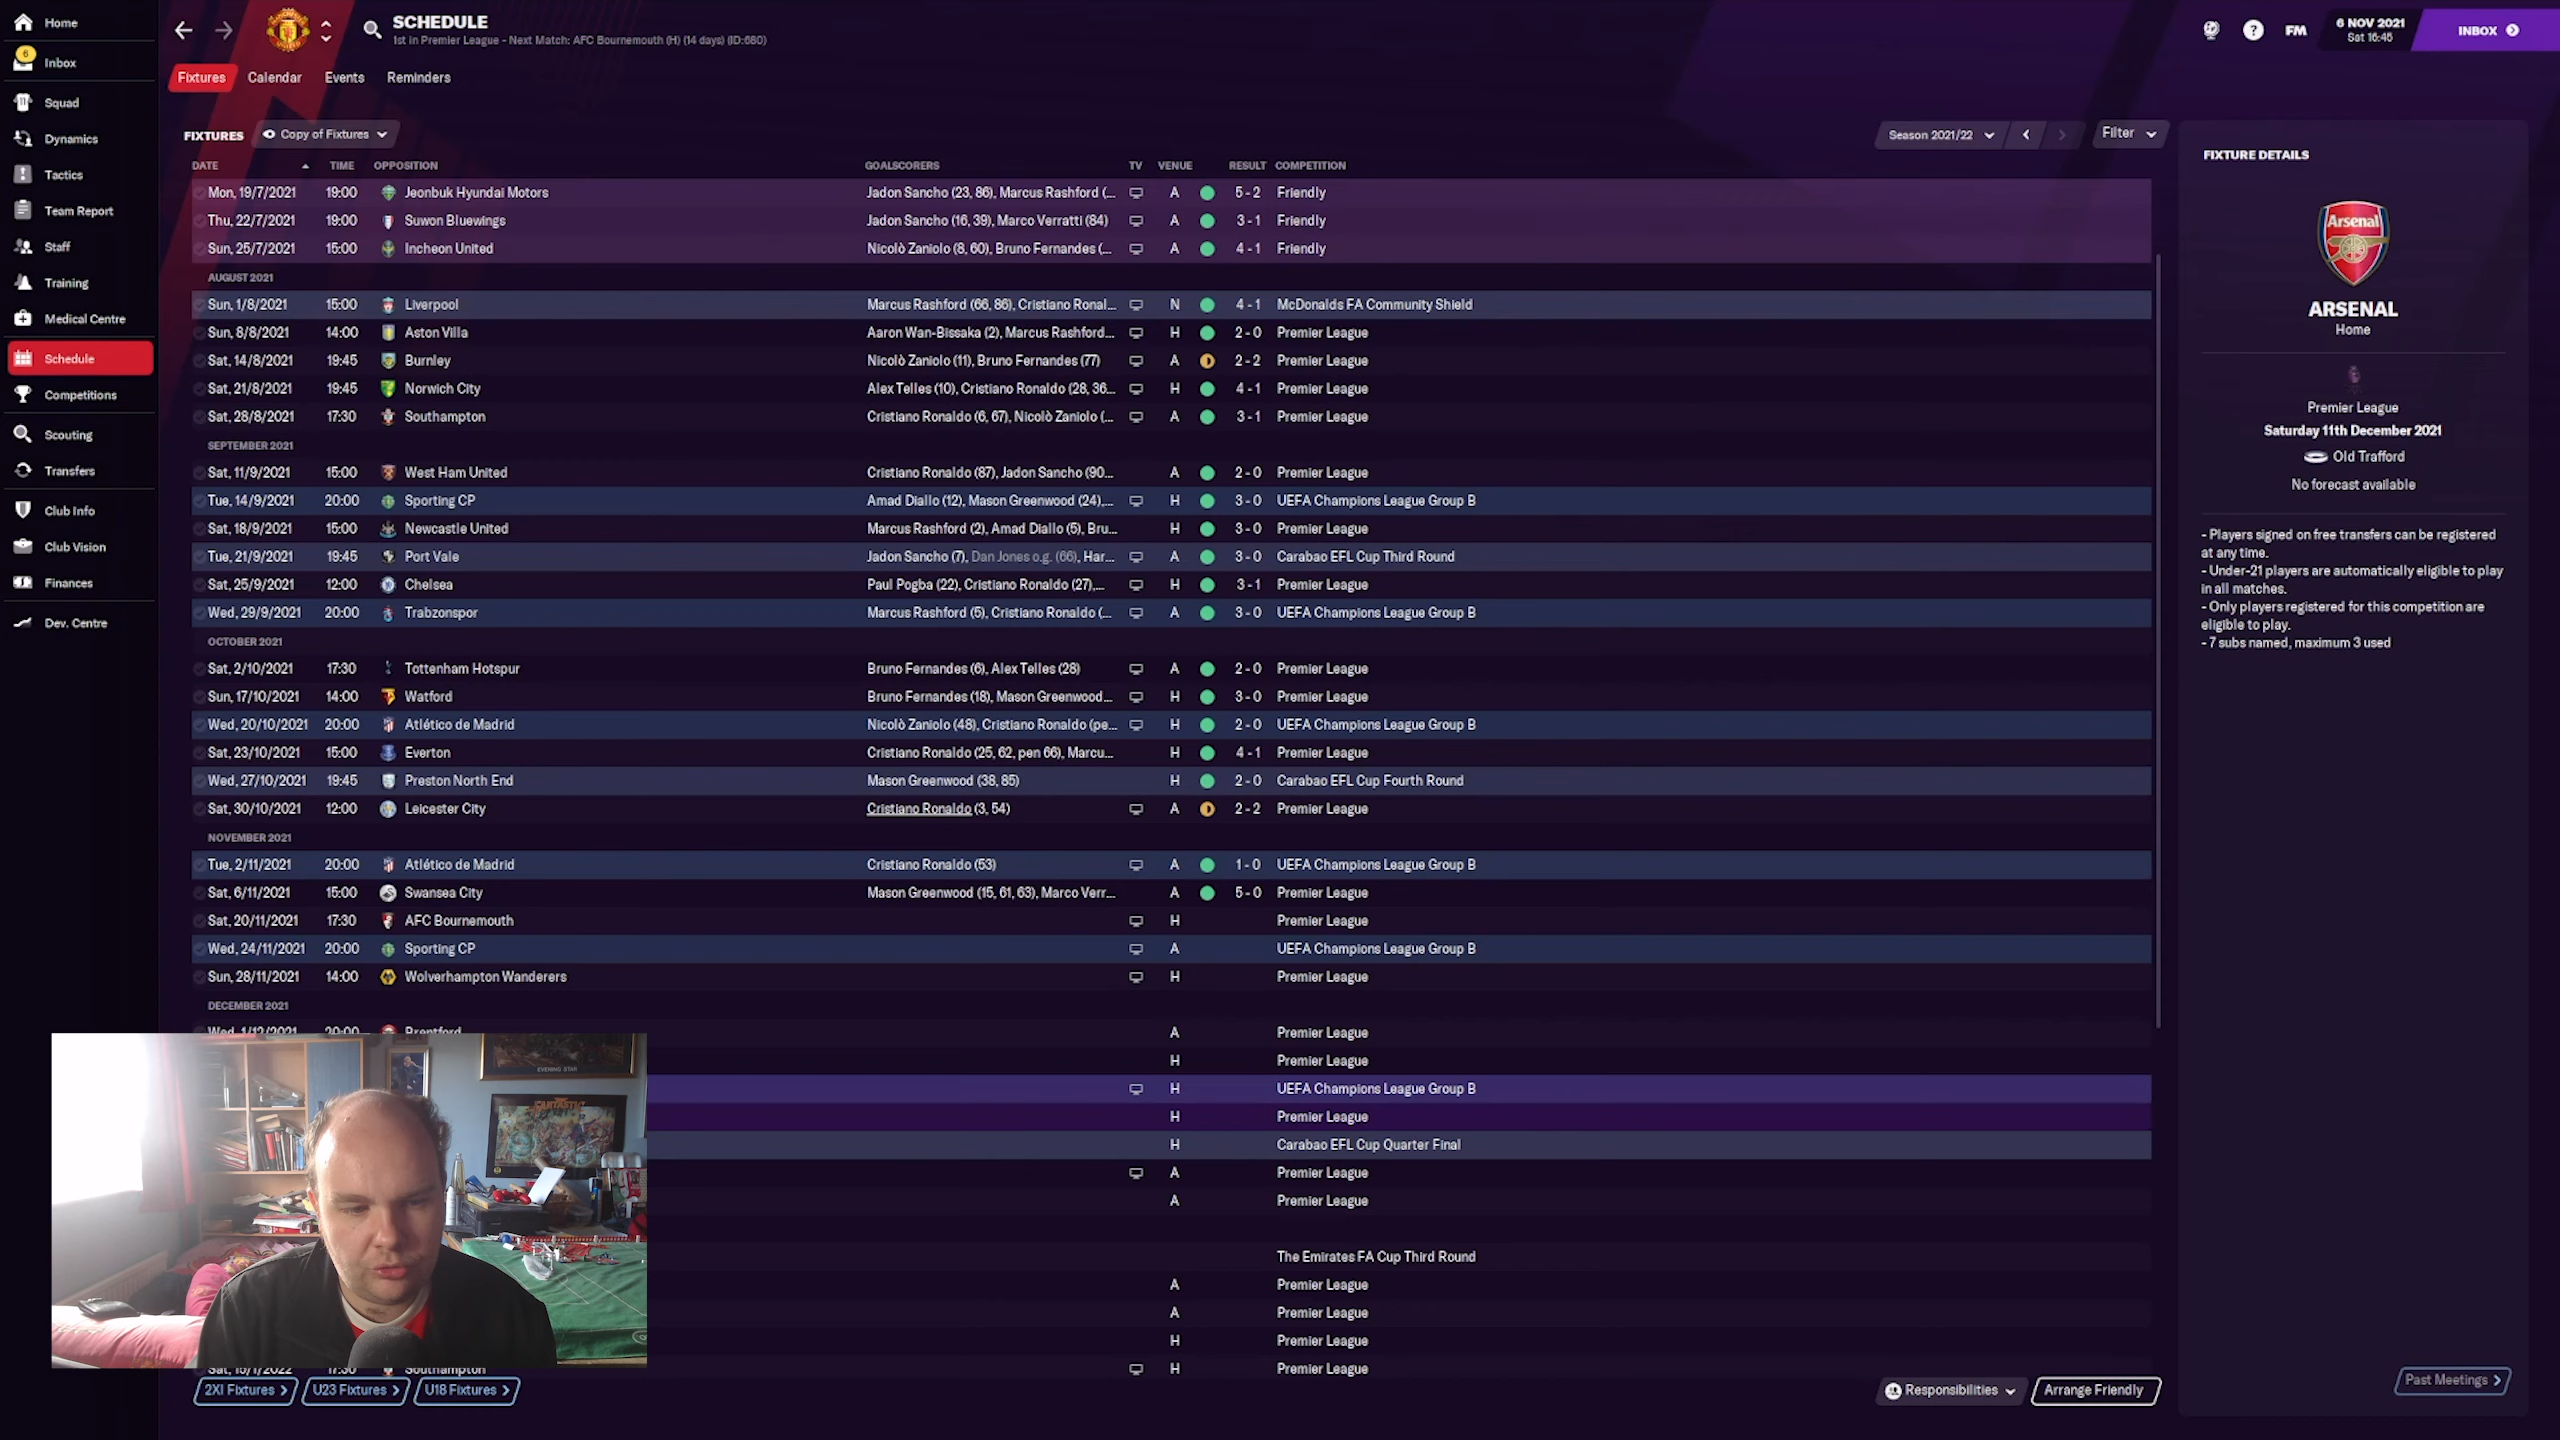 Home
Inbox
6
Squad
Dynamics
Tactics
Team Report
Staff
Training
Medical Centre
Schedule
Competitions
Scouting
Transfers
Club Info
Club Vision
Finances
Dev. Centre
SCHEDULE
1st in Premier League - Next Match: AFC Bournemouth (H) (14 days) (ID:680)
FM
6 NOV 2021
Sat 16:45
INBOX
Fixtures Calendar Events Reminders
FIXTURES Copy of Fixtures Season 2021/22 Filter
DATE TIME OPPOSITION GOALSCORERS TV VENUE RESULT COMPETITION
Mon, 19/7/2021 19:00 Jeonbuk Hyundai Motors Jadon Sancho (23, 86), Marcus Rashford (... A 5 - 2 Friendly
Thu, 22/7/2021 19:00 Suwon Bluewings Jadon Sancho (16, 39), Marco Verratti (84) A 3 - 1 Friendly
Sun, 25/7/2021 15:00 Incheon United Nicolò Zaniolo (8, 60), Bruno Fernandes (... A 4 - 1 Friendly
AUGUST 2021
Sun, 1/8/2021 15:00 Liverpool Marcus Rashford (66, 86), Cristiano Ronal... N 4 - 1 McDonalds FA Community Shield
Sun, 8/8/2021 14:00 Aston Villa Aaron Wan-Bissaka (2), Marcus Rashford... H 2 - 0 Premier League
Sat, 14/8/2021 19:45 Burnley Nicolò Zaniolo (11), Bruno Fernandes (77) A 2 - 2 Premier League
Sat, 21/8/2021 19:45 Norwich City Alex Telles (10), Cristiano Ronaldo (28, 36... H 4 - 1 Premier League
Sat, 28/8/2021 17:30 Southampton Cristiano Ronaldo (6, 67), Nicolò Zaniolo (... A 3 - 1 Premier League
SEPTEMBER 2021
Sat, 11/9/2021 15:00 West Ham United Cristiano Ronaldo (87), Jadon Sancho (90... A 2 - 0 Premier League
Tue, 14/9/2021 20:00 Sporting CP Amad Diallo (12), Mason Greenwood (24),... H 3 - 0 UEFA Champions League Group B
Sat, 18/9/2021 15:00 Newcastle United Marcus Rashford (2), Amad Diallo (5), Bru... H 3 - 0 Premier League
Tue, 21/9/2021 19:45 Port Vale Jadon Sancho (7), Dan Jones o.g. (66), Har... A 3 - 0 Carabao EFL Cup Third Round
Sat, 25/9/2021 12:00 Chelsea Paul Pogba (22), Cristiano Ronaldo (27),... H 3 - 1 Premier League
Wed, 29/9/2021 20:00 Trabzonspor Marcus Rashford (5), Cristiano Ronaldo (... A 3 - 0 UEFA Champions League Group B
OCTOBER 2021
Sat, 2/10/2021 17:30 Tottenham Hotspur Bruno Fernandes (6), Alex Telles (28) A 2 - 0 Premier League
Sun, 17/10/2021 14:00 Watford Bruno Fernandes (18), Mason Greenwood... H 3 - 0 Premier League
Wed, 20/10/2021 20:00 Atlético de Madrid Nicolò Zaniolo (48), Cristiano Ronaldo (pe... H 2 - 0 UEFA Champions League Group B
Sat, 23/10/2021 15:00 Everton Cristiano Ronaldo (25, 62, pen 66), Marcu... H 4 - 1 Premier League
Wed, 27/10/2021 19:45 Preston North End Mason Greenwood (38, 85) H 2 - 0 Carabao EFL Cup Fourth Round
Sat, 30/10/2021 12:00 Leicester City Cristiano Ronaldo (3, 54) A 2 - 2 Premier League
NOVEMBER 2021
Tue, 2/11/2021 20:00 Atlético de Madrid Cristiano Ronaldo (53) A 1 - 0 UEFA Champions League Group B
Sat, 6/11/2021 15:00 Swansea City Mason Greenwood (15, 61, 63), Marco Verr... A 5 - 0 Premier League
Sat, 20/11/2021 17:30 AFC Bournemouth H Premier League
Wed, 24/11/2021 20:00 Sporting CP A UEFA Champions League Group B
Sun, 28/11/2021 14:00 Wolverhampton Wanderers H Premier League
DECEMBER 2021
Wed, 1/12/2021 20:00 Brentford A Premier League
H Premier League
H UEFA Champions League Group B
H Premier League
H Carabao EFL Cup Quarter Final
A Premier League
A Premier League
The Emirates FA Cup Third Round
A Premier League
A Premier League
H Premier League
Sat, 15/1/2022 17:30 Southampton H Premier League
EVENING STAR
FANTASTIC
2XI Fixtures U23 Fixtures U18 Fixtures Responsibilities Arrange Friendly
FIXTURE DETAILS
Arsenal
ARSENAL
Home
Premier League
Saturday 11th December 2021
Old Trafford
No forecast available
- Players signed on free transfers can be registered
at any time.
- Under-21 players are automatically eligible to play
in all matches.
- Only players registered for this competition are
eligible to play.
- 7 subs named, maximum 3 used
Past Meetings